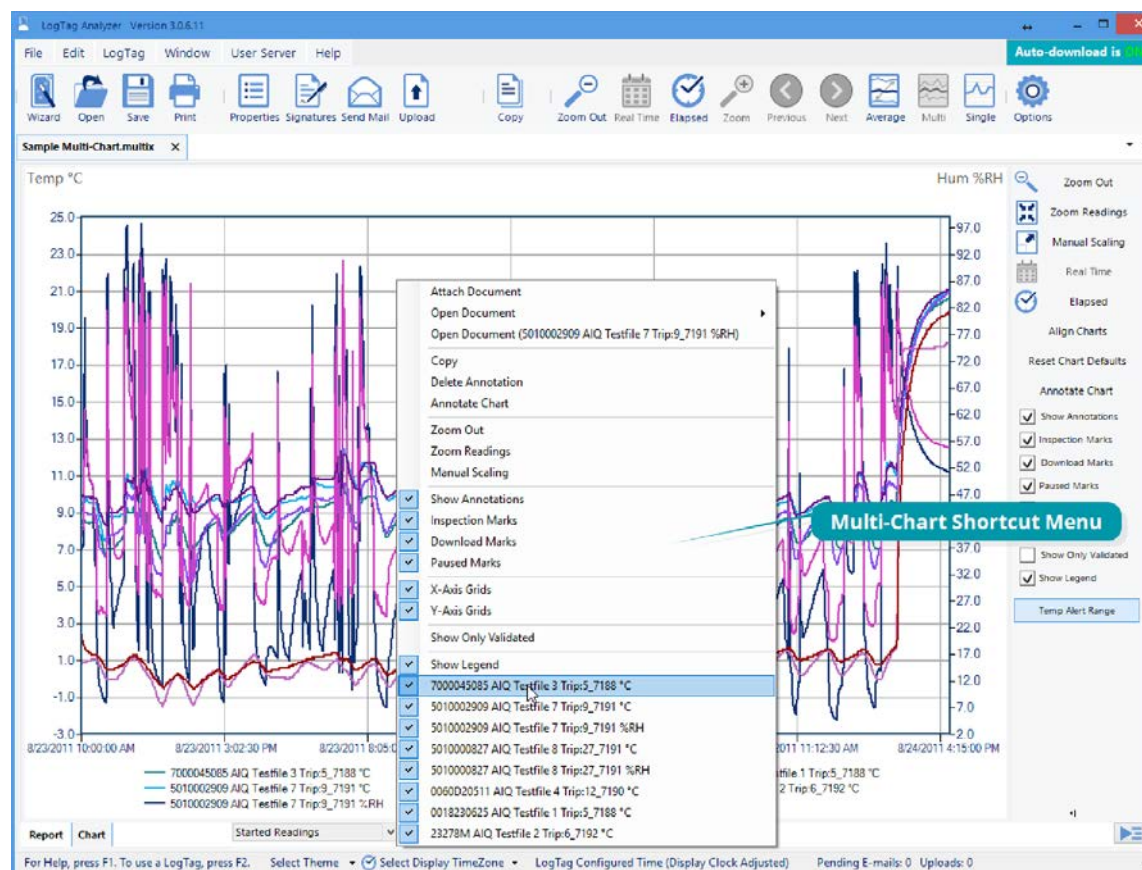 LogTag Analyzer Version 3.0.6.11
File Edit LogTag Window User Server Help
Auto-download is ON
Wizard Open Save Print Properties Signatures Send Mail Upload Copy Zoom Out Real Time Elapsed Zoom Previous Next Average Multi Single Options
Sample Multi-Chart.multix X
Temp °C
Hum %RH
25.0
23.0
21.0
19.0
17.0
15.0
13.0
11.0
9.0
7.0
5.0
3.0
1.0
-1.0
-3.0
97.0
92.0
87.0
82.0
77.0
72.0
67.0
62.0
57.0
52.0
47.0
37.0
32.0
27.0
22.0
17.0
12.0
7.0
2.0
8/23/2011 10:00:00 AM 8/23/2011 3:02:30 PM 8/23/2011 8:05:0
2011 11:12:30 AM 8/24/2011 4:15:00 PM
7000045085 AIQ Testfile 3 Trip:5_7188 °C
5010002909 AIQ Testfile 7 Trip:9_7191 °C
5010002909 AIQ Testfile 7 Trip:9_7191 %RH
file 1 Trip:5_7188 °C
2 Trip:6_7192 °C
Attach Document
Open Document
Open Document (5010002909 AIQ Testfile 7 Trip:9_7191 %RH)
Copy
Delete Annotation
Annotate Chart
Zoom Out
Zoom Readings
Manual Scaling
Show Annotations
Inspection Marks
Download Marks
Paused Marks
X-Axis Grids
Y-Axis Grids
Show Only Validated
Show Legend
7000045085 AIQ Testfile 3 Trip:5_7188 °C
5010002909 AIQ Testfile 7 Trip:9_7191 °C
5010002909 AIQ Testfile 7 Trip:9_7191 %RH
5010000827 AIQ Testfile 8 Trip:27_7191 °C
5010000827 AIQ Testfile 8 Trip:27_7191 %RH
0060D20511 AIQ Testfile 4 Trip:12_7190 °C
0018230625 AIQ Testfile 1 Trip:5_7188 °C
23278M AIQ Testfile 2 Trip:6_7192 °C
Multi-Chart Shortcut Menu
Zoom Out
Zoom Readings
Manual Scaling
Real Time
Elapsed
Align Charts
Reset Chart Defaults
Annotate Chart
Show Annotations
Inspection Marks
Download Marks
Paused Marks
Show Only Validated
Show Legend
Temp Alert Range
Report Chart Started Readings
For Help, press F1. To use a LogTag, press F2. Select Theme Select Display TimeZone LogTag Configured Time (Display Clock Adjusted) Pending E-mails: 0 Uploads: 0